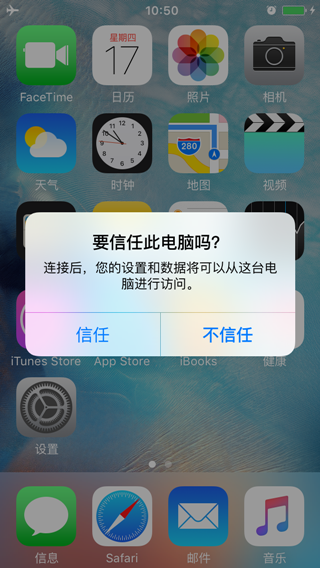 10:50
星期四
17
FaceTime
日历
照片
相机
280
天气
时钟
地图
视频
要信任此电脑吗?
连接后，您的设置和数据将可以从这台电
脑进行访问。
信任
不信任
iTunes Store
App Store
iBooks
健康
设置
信息
Safari
邮件
音乐